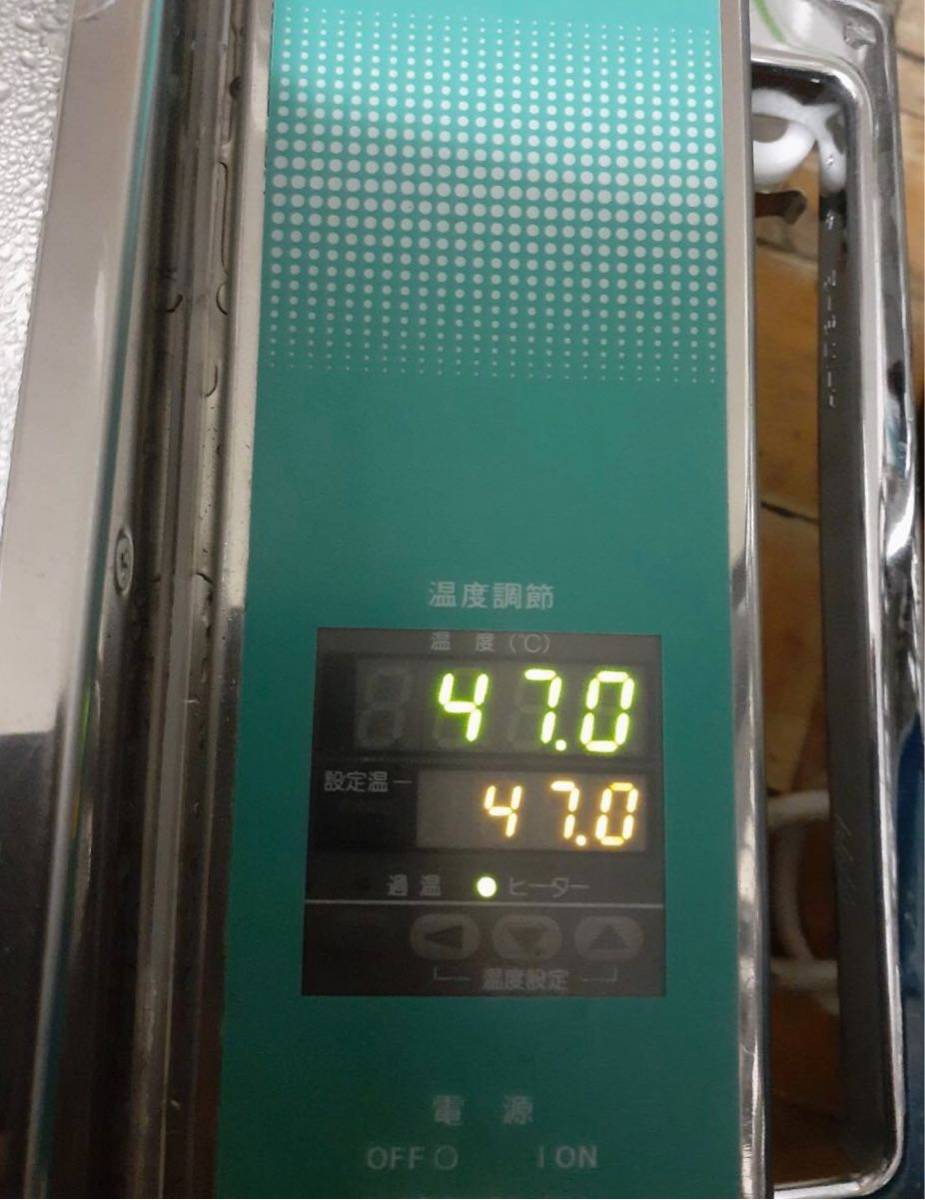 温度調節
温 度 (℃)
47.0
設定温
47.0
過温 ヒーター
温度設定
電 源
OFF○ | ON